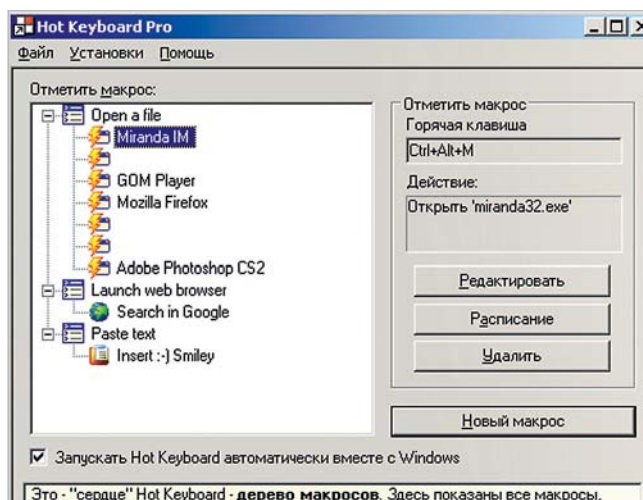 Hot Keyboard Pro
Файл Установки Помощь
Отметить макрос:
Open a file
Miranda IM
GOM Player
Mozilla Firefox
Adobe Photoshop CS2
Launch web browser
Search in Google
Paste text
Insert :-) Smiley
Отметить макрос
Горячая клавиша
Ctrl+Alt+M
Действие:
Открыть 'miranda32.exe'
Редактировать
Расписание
Удалить
Новый макрос
Запускать Hot Keyboard автоматически вместе с Windows
Это - "сердце" Hot Keyboard - дерево макросов. Здесь показаны все макросы,